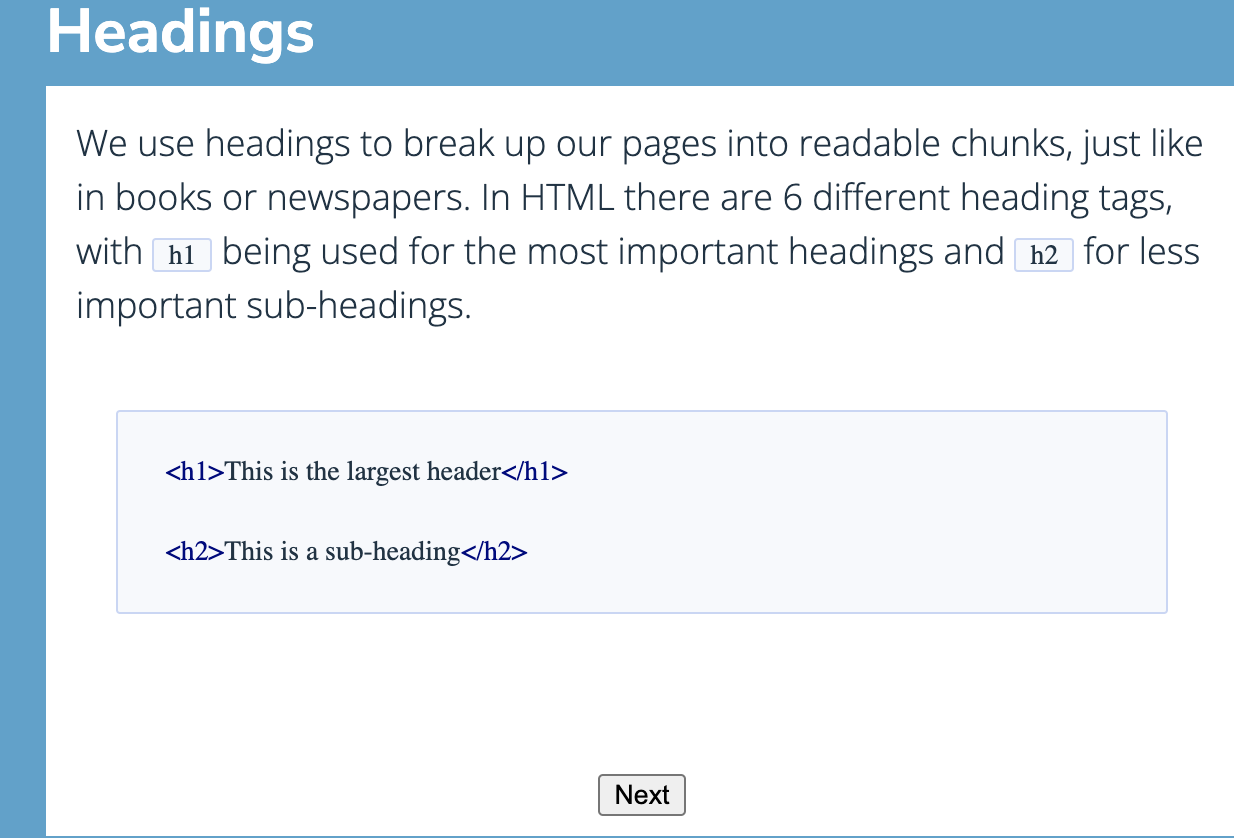 Headings
We use headings to break up our pages into readable chunks, just like
in books or newspapers. In HTML there are 6 different heading tags,
with h1 being used for the most important headings and h2 for less
important sub-headings.
<h1>This is the largest header</h1>
<h2>This is a sub-heading</h2>
Next